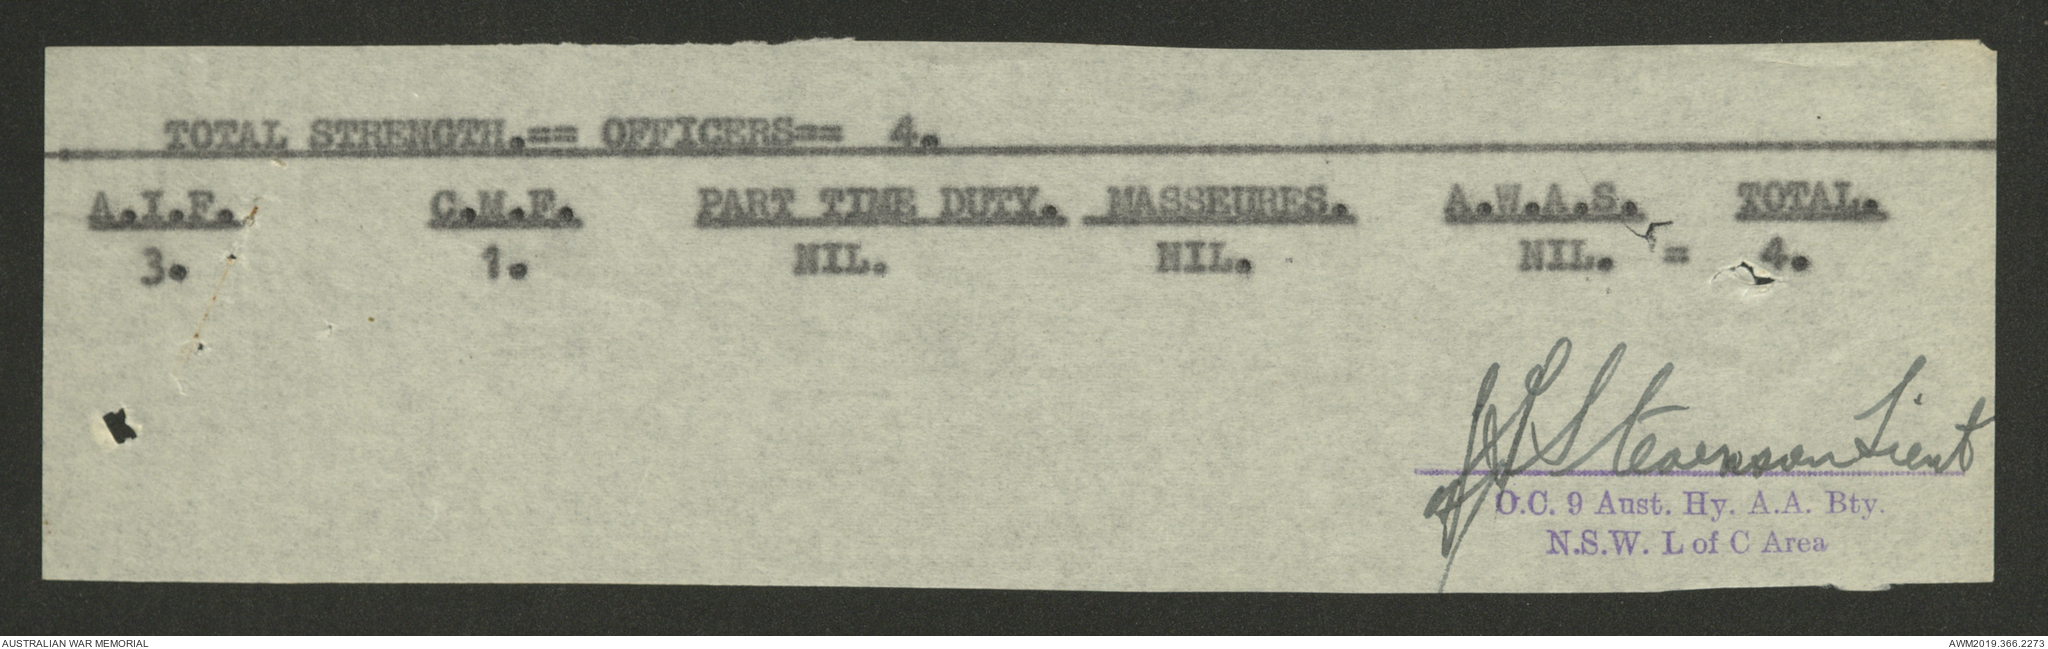 TOTAL STRENGTH.== OFFICERS== 4.
A.I.F. C.M.F. PART TIME DUTY. MASSEURES. A.W.A.S. TOTAL.
3. 1. NIL. NIL. NIL. = 4.
Stevenson Lieut
O.C. 9 Aust. Hy. A.A. Bty.
N.S.W. L of C Area
AUSTRALIAN WAR MEMORIAL
AWM2019.366.2273